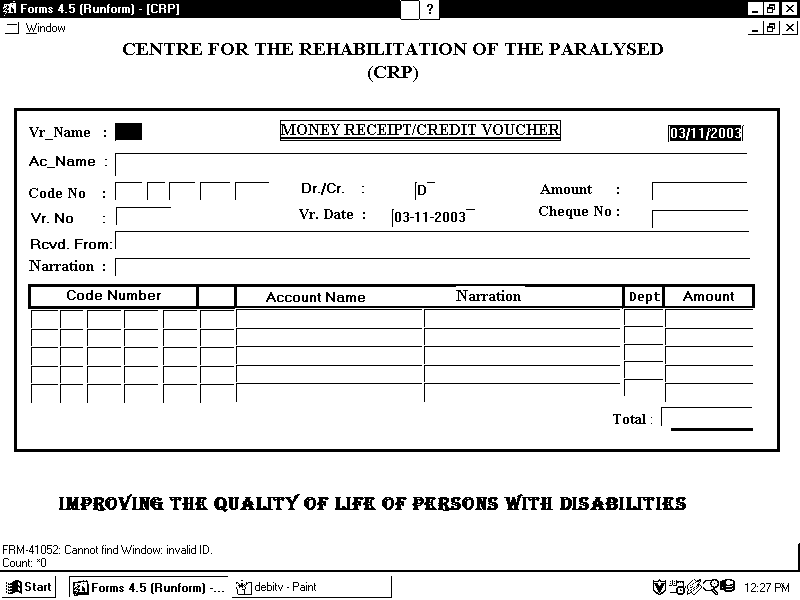 Forms 4.5 (Runform) - [CRP] ?
Window
CENTRE FOR THE REHABILITATION OF THE PARALYSED
(CRP)
Vr_Name : MONEY RECEIPT/CREDIT VOUCHER 03/11/2003
Ac_Name :
Code No : Dr./Cr. : D Amount :
Vr. No : Vr. Date : 03-11-2003 Cheque No :
Rcvd. From:
Narration :
Code Number Account Name Narration Dept Amount
Total :
IMPROVING THE QUALITY OF LIFE OF PERSONS WITH DISABILITIES
FRM-41052: Cannot find Window: invalid ID.
Count: *0
Start Forms 4.5 (Runform) -... debitv - Paint 12:27 PM